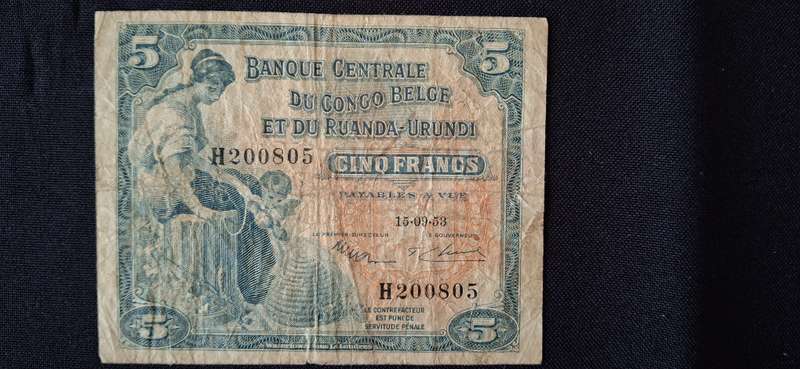 5 5
BANQUE CENTRALE
DU CONGO BELGE
ET DU RUANDA-URUNDI
H200805 CINQ FRANCS
PAYABLES A VUE
15-09-53
LE PREMIER DIRECTEUR LE GOUVERNEUR
H200805
LE CONTREFACTEUR
EST PUNI DE
SERVITUDE PÉNALE
5 5